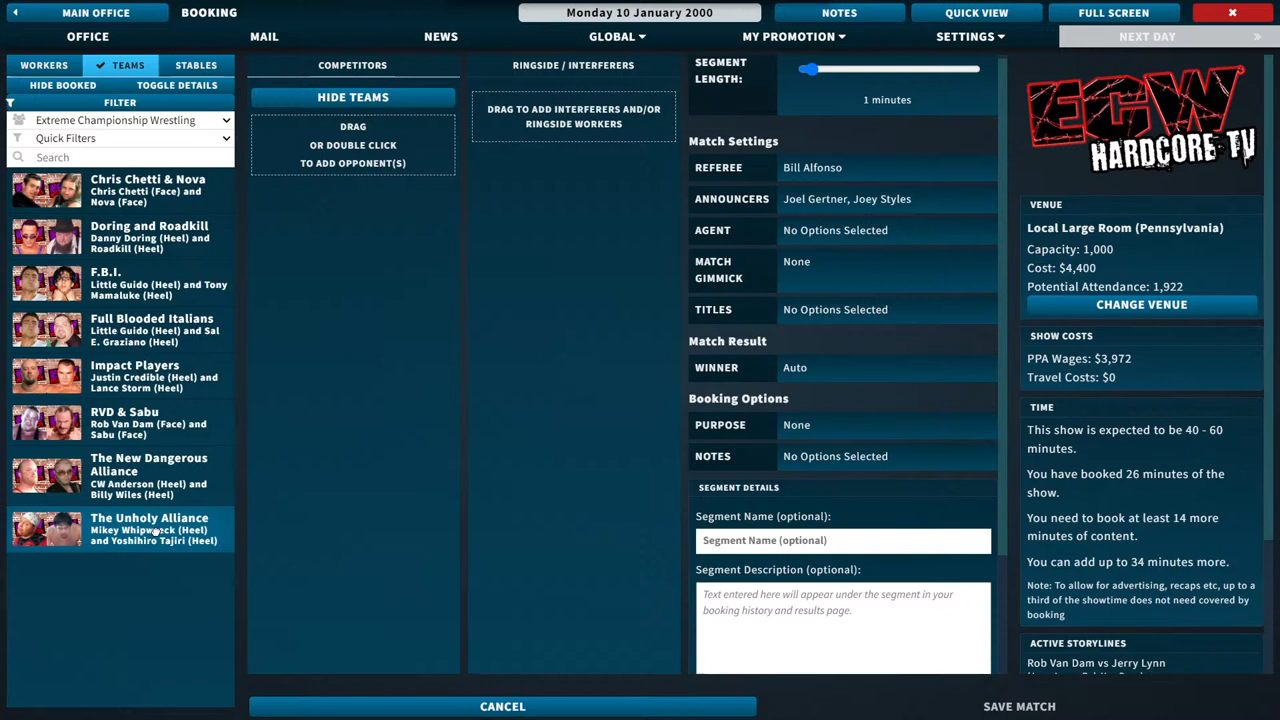 MAIN OFFICE
BOOKING
Monday 10 January 2000
NOTES
QUICK VIEW
FULL SCREEN
OFFICE
MAIL
NEWS
GLOBAL
MY PROMOTION
SETTINGS
NEXT DAY
WORKERS
TEAMS
STABLES
HIDE BOOKED
TOGGLE DETAILS
FILTER
Extreme Championship Wrestling
Quick Filters
Search
Chris Chetti & Nova
Chris Chetti (Face) and
Nova (Face)
Doring and Roadkill
Danny Doring (Heel) and
Roadkill (Heel)
F.B.I.
Little Guido (Heel) and Tony
Mamaluke (Heel)
Full Blooded Italians
Little Guido (Heel) and Sal
E. Graziano (Heel)
Impact Players
Justin Credible (Heel) and
Lance Storm (Heel)
RVD & Sabu
Rob Van Dam (Face) and
Sabu (Face)
The New Dangerous
Alliance
CW Anderson (Heel) and
Billy Wiles (Heel)
The Unholy Alliance
Mikey Whipwreck (Heel)
and Yoshihiro Tajiri (Heel)
COMPETITORS
HIDE TEAMS
DRAG
OR DOUBLE CLICK
TO ADD OPPONENT(S)
RINGSIDE / INTERFERERS
DRAG TO ADD INTERFERERS AND/OR
RINGSIDE WORKERS
SEGMENT
LENGTH:
1 minutes
Match Settings
REFEREE
Bill Alfonso
ANNOUNCERS
Joel Gertner, Joey Styles
AGENT
No Options Selected
MATCH
GIMMICK
None
TITLES
No Options Selected
Match Result
WINNER
Auto
Booking Options
PURPOSE
None
NOTES
No Options Selected
SEGMENT DETAILS
Segment Name (optional):
Segment Name (optional)
Segment Description (optional):
Text entered here will appear under the segment in your
booking history and results page.
CANCEL
SAVE MATCH
ECW
HARDCORE TV
VENUE
Local Large Room (Pennsylvania)
Capacity: 1,000
Cost: $4,400
Potential Attendance: 1,922
CHANGE VENUE
SHOW COSTS
PPA Wages: $3,972
Travel Costs: $0
TIME
This show is expected to be 40 - 60
minutes.
You have booked 26 minutes of the
show.
You need to book at least 14 more
minutes of content.
You can add up to 34 minutes more.
Note: To allow for advertising, recaps etc, up to a
third of the showtime does not need covered by
booking
ACTIVE STORYLINES
Rob Van Dam vs Jerry Lynn